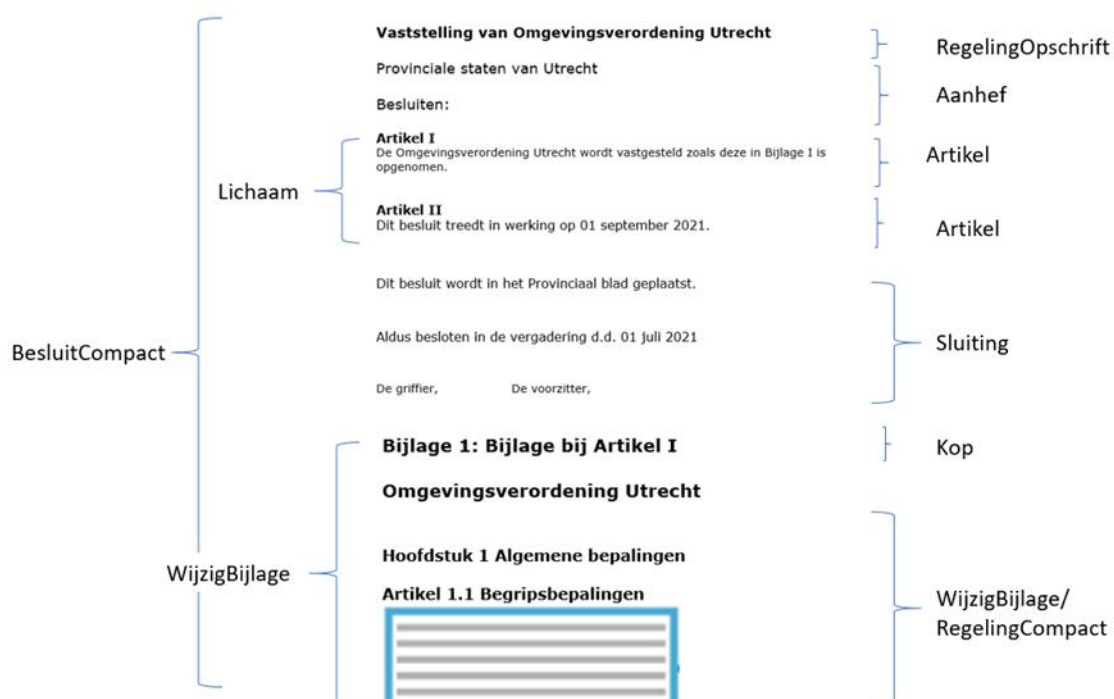 Vaststelling van Omgevingsverordening Utrecht
RegelingOpschrift
Provinciale staten van Utrecht
Aanhef
Besluiten:
Artikel I
De Omgevingsverordening Utrecht wordt vastgesteld zoals deze in Bijlage I is
opgenomen.
Artikel
Lichaam
Artikel II
Dit besluit treedt in werking op 01 september 2021.
Artikel
Dit besluit wordt in het Provinciaal blad geplaatst.
Aldus besloten in de vergadering d.d. 01 juli 2021
Sluiting
BesluitCompact
De griffier, De voorzitter,
Bijlage 1: Bijlage bij Artikel I
Kop
Omgevingsverordening Utrecht
Hoofdstuk 1 Algemene bepalingen
WijzigBijlage
Artikel 1.1 Begripsbepalingen
WijzigBijlage/
RegelingCompact